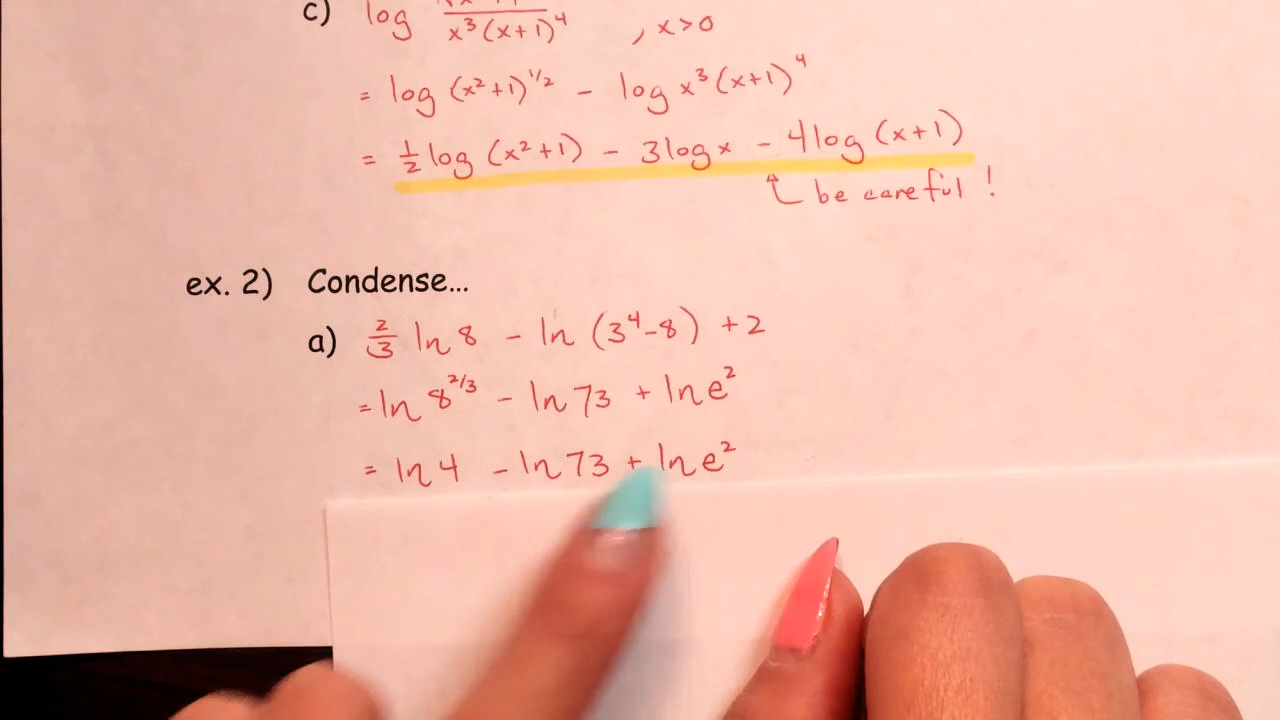 c) log x³(x+1)⁴ , x>0
= log (x²+1)^1/2 - log x³(x+1)⁴
= 1/2 log (x²+1) - 3logx - 4log (x+1)
be careful!
ex. 2) Condense...
a) 2/3 ln 8 - ln (3⁴-8) +2
= ln 8^2/3 - ln 73 + ln e²
= ln 4 - ln 73 + ln e²